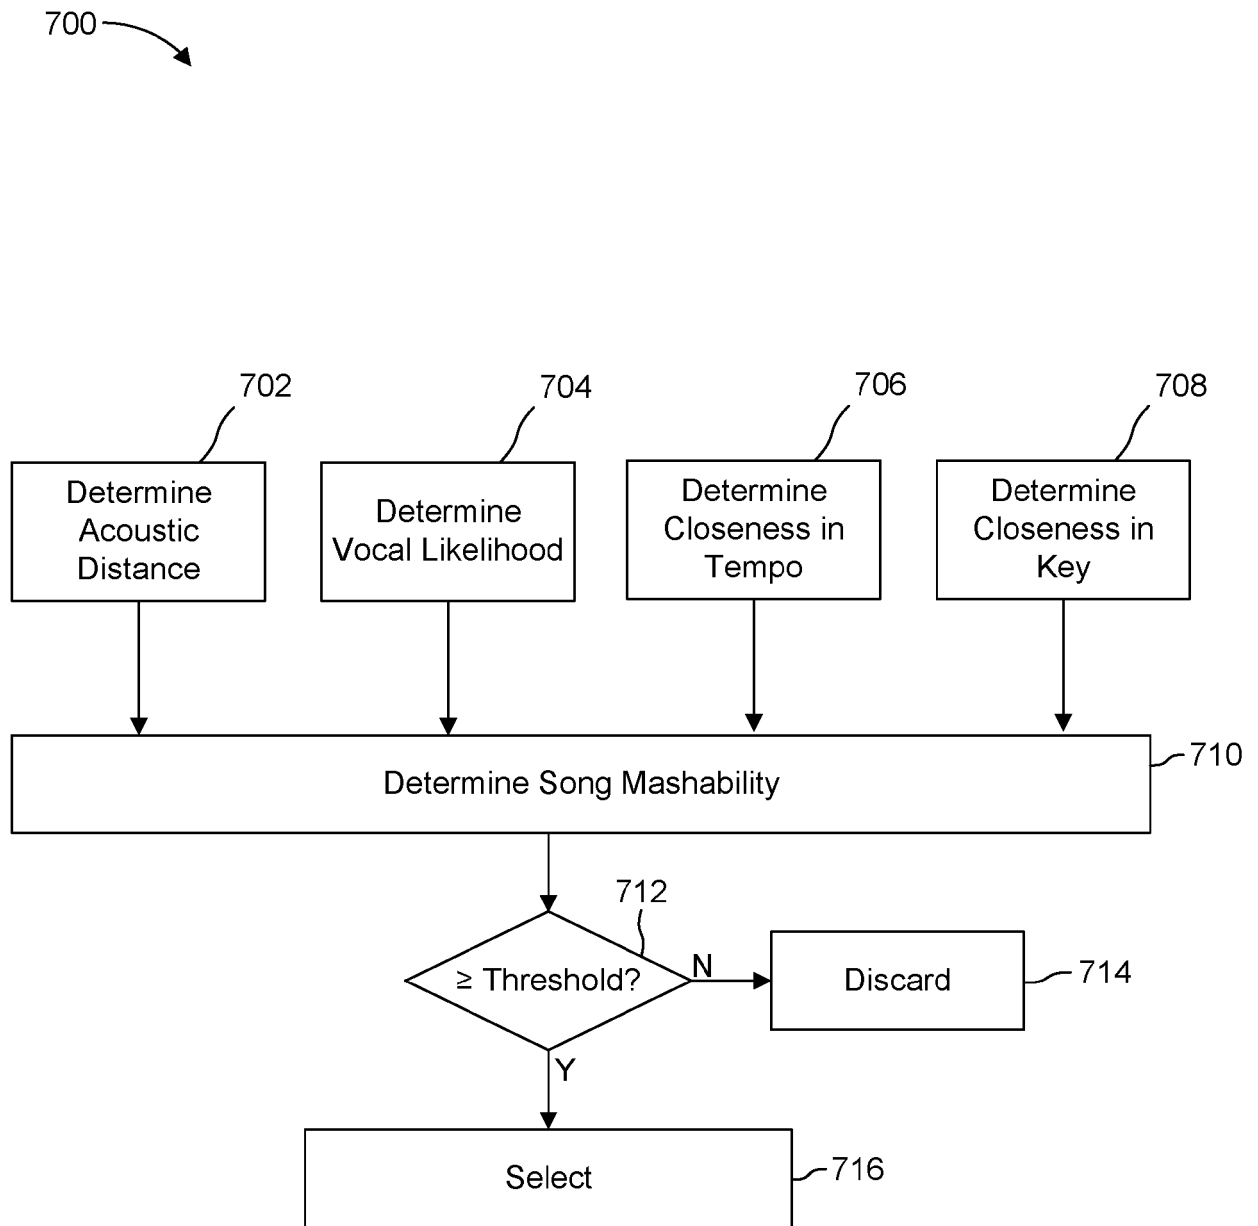 700
702
704
706
708
Determine
Acoustic
Distance
Determine
Vocal Likelihood
Determine
Closeness in
Tempo
Determine
Closeness in
Key
Determine Song Mashability
710
712
≥ Threshold?
N
Discard
714
Y
Select
716